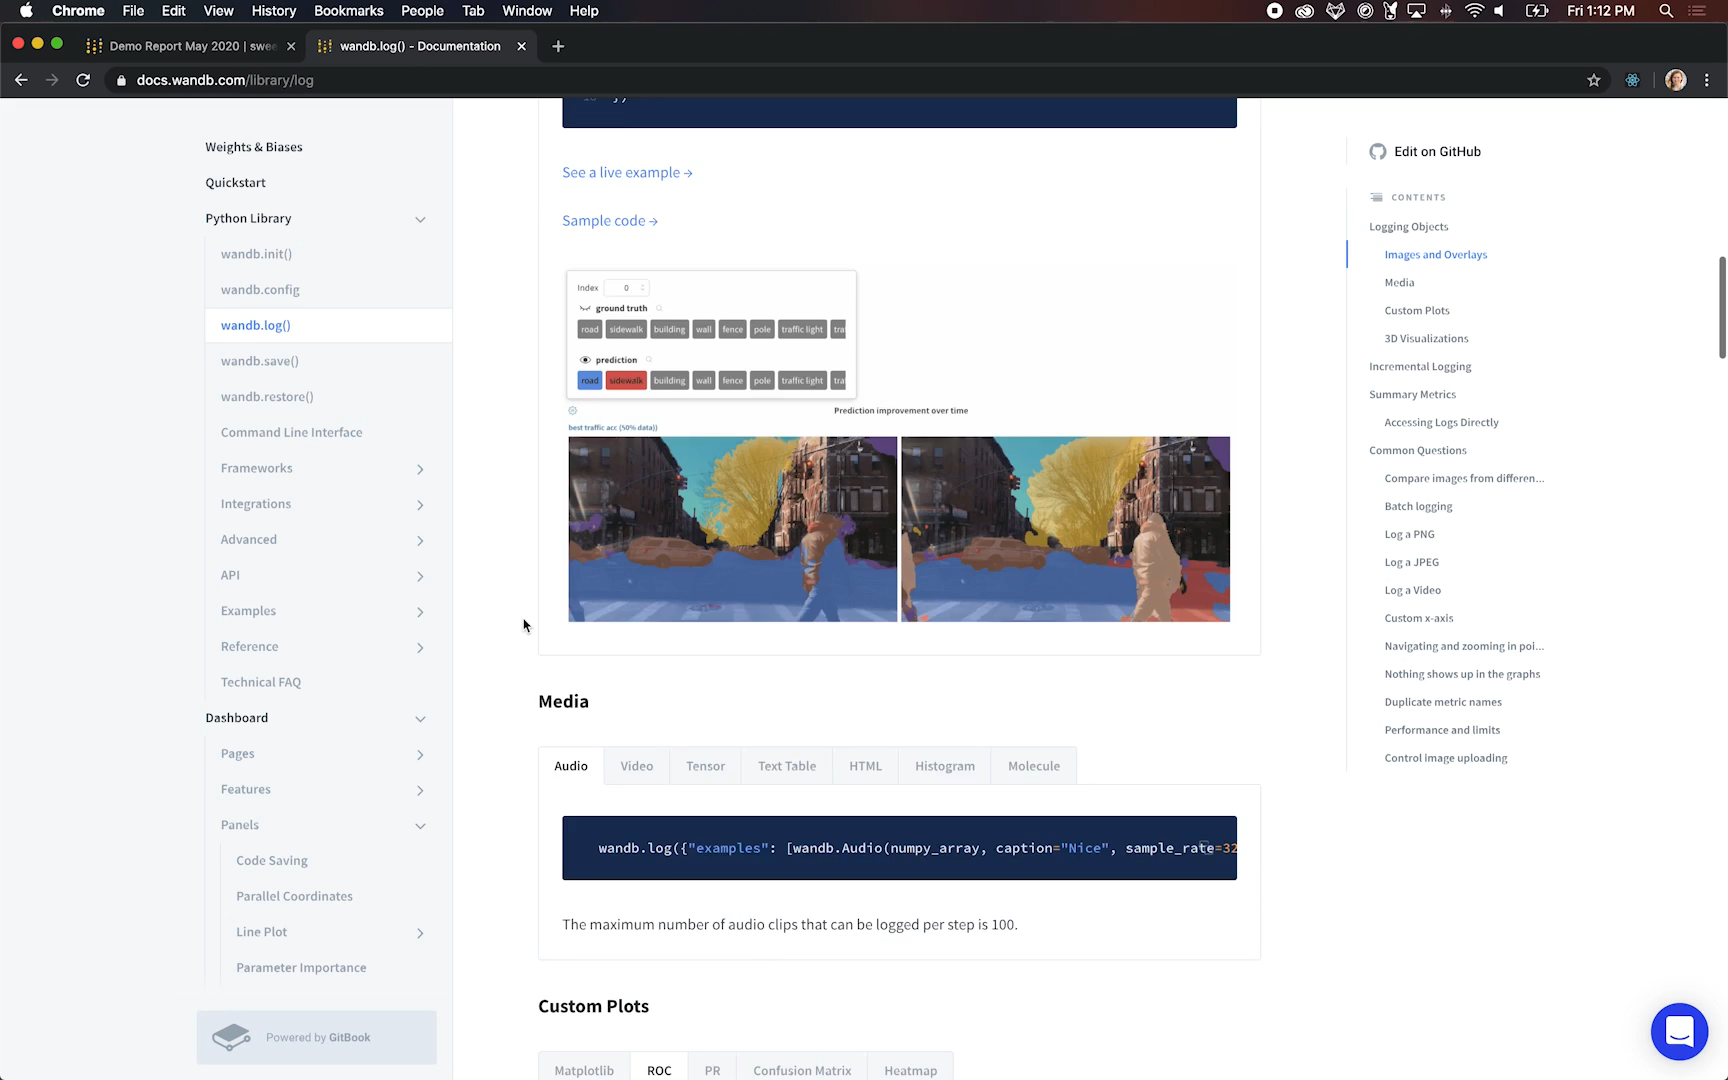 Chrome File Edit View History Bookmarks People Tab Window Help Fri 1:12 PM
Demo Report May 2020 | swe
wandb.log() - Documentation
docs.wandb.com/library/log
Weights & Biases
Quickstart
Python Library
wandb.init()
wandb.config
wandb.log()
wandb.save()
wandb.restore()
Command Line Interface
Frameworks
Integrations
Advanced
API
Examples
Reference
Technical FAQ
Dashboard
Pages
Features
Panels
Code Saving
Parallel Coordinates
Line Plot
Parameter Importance
Powered by GitBook
See a live example →
Sample code →
Index 0
ground truth
road sidewalk building wall fence pole traffic light tra
prediction
road sidewalk building wall fence pole traffic light tra
Prediction improvement over time
best traffic acc (50% data))
Media
Audio Video Tensor Text Table HTML Histogram Molecule
wandb.log({"examples": [wandb.Audio(numpy_array, caption="Nice", sample_rate=32
The maximum number of audio clips that can be logged per step is 100.
Custom Plots
Matplotlib ROC PR Confusion Matrix Heatmap
Edit on GitHub
CONTENTS
Logging Objects
Images and Overlays
Media
Custom Plots
3D Visualizations
Incremental Logging
Summary Metrics
Accessing Logs Directly
Common Questions
Compare images from differen...
Batch logging
Log a PNG
Log a JPEG
Log a Video
Custom x-axis
Navigating and zooming in poi...
Nothing shows up in the graphs
Duplicate metric names
Performance and limits
Control image uploading